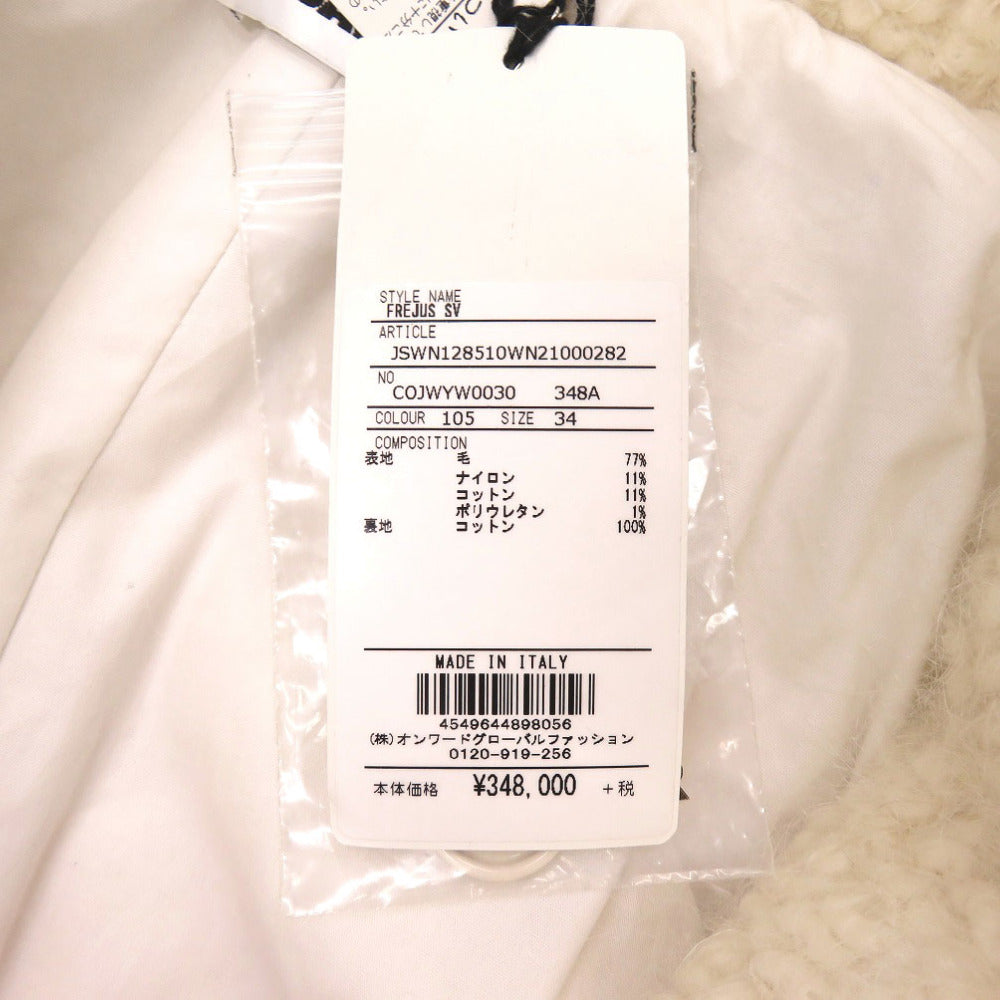 STYLE NAME
FREJUS SV
ARTICLE
JSWN128510WN21000282
NO
COJWYW0030 348A
COLOUR 105 SIZE 34
COMPOSITION
表地 毛 77%
ナイロン 11%
コットン 11%
ポリウレタン 1%
裏地 コットン 100%
MADE IN ITALY
4549644898056
(株)オンワードグローバルファッション
0120-919-256
本体価格 ¥348,000 +税